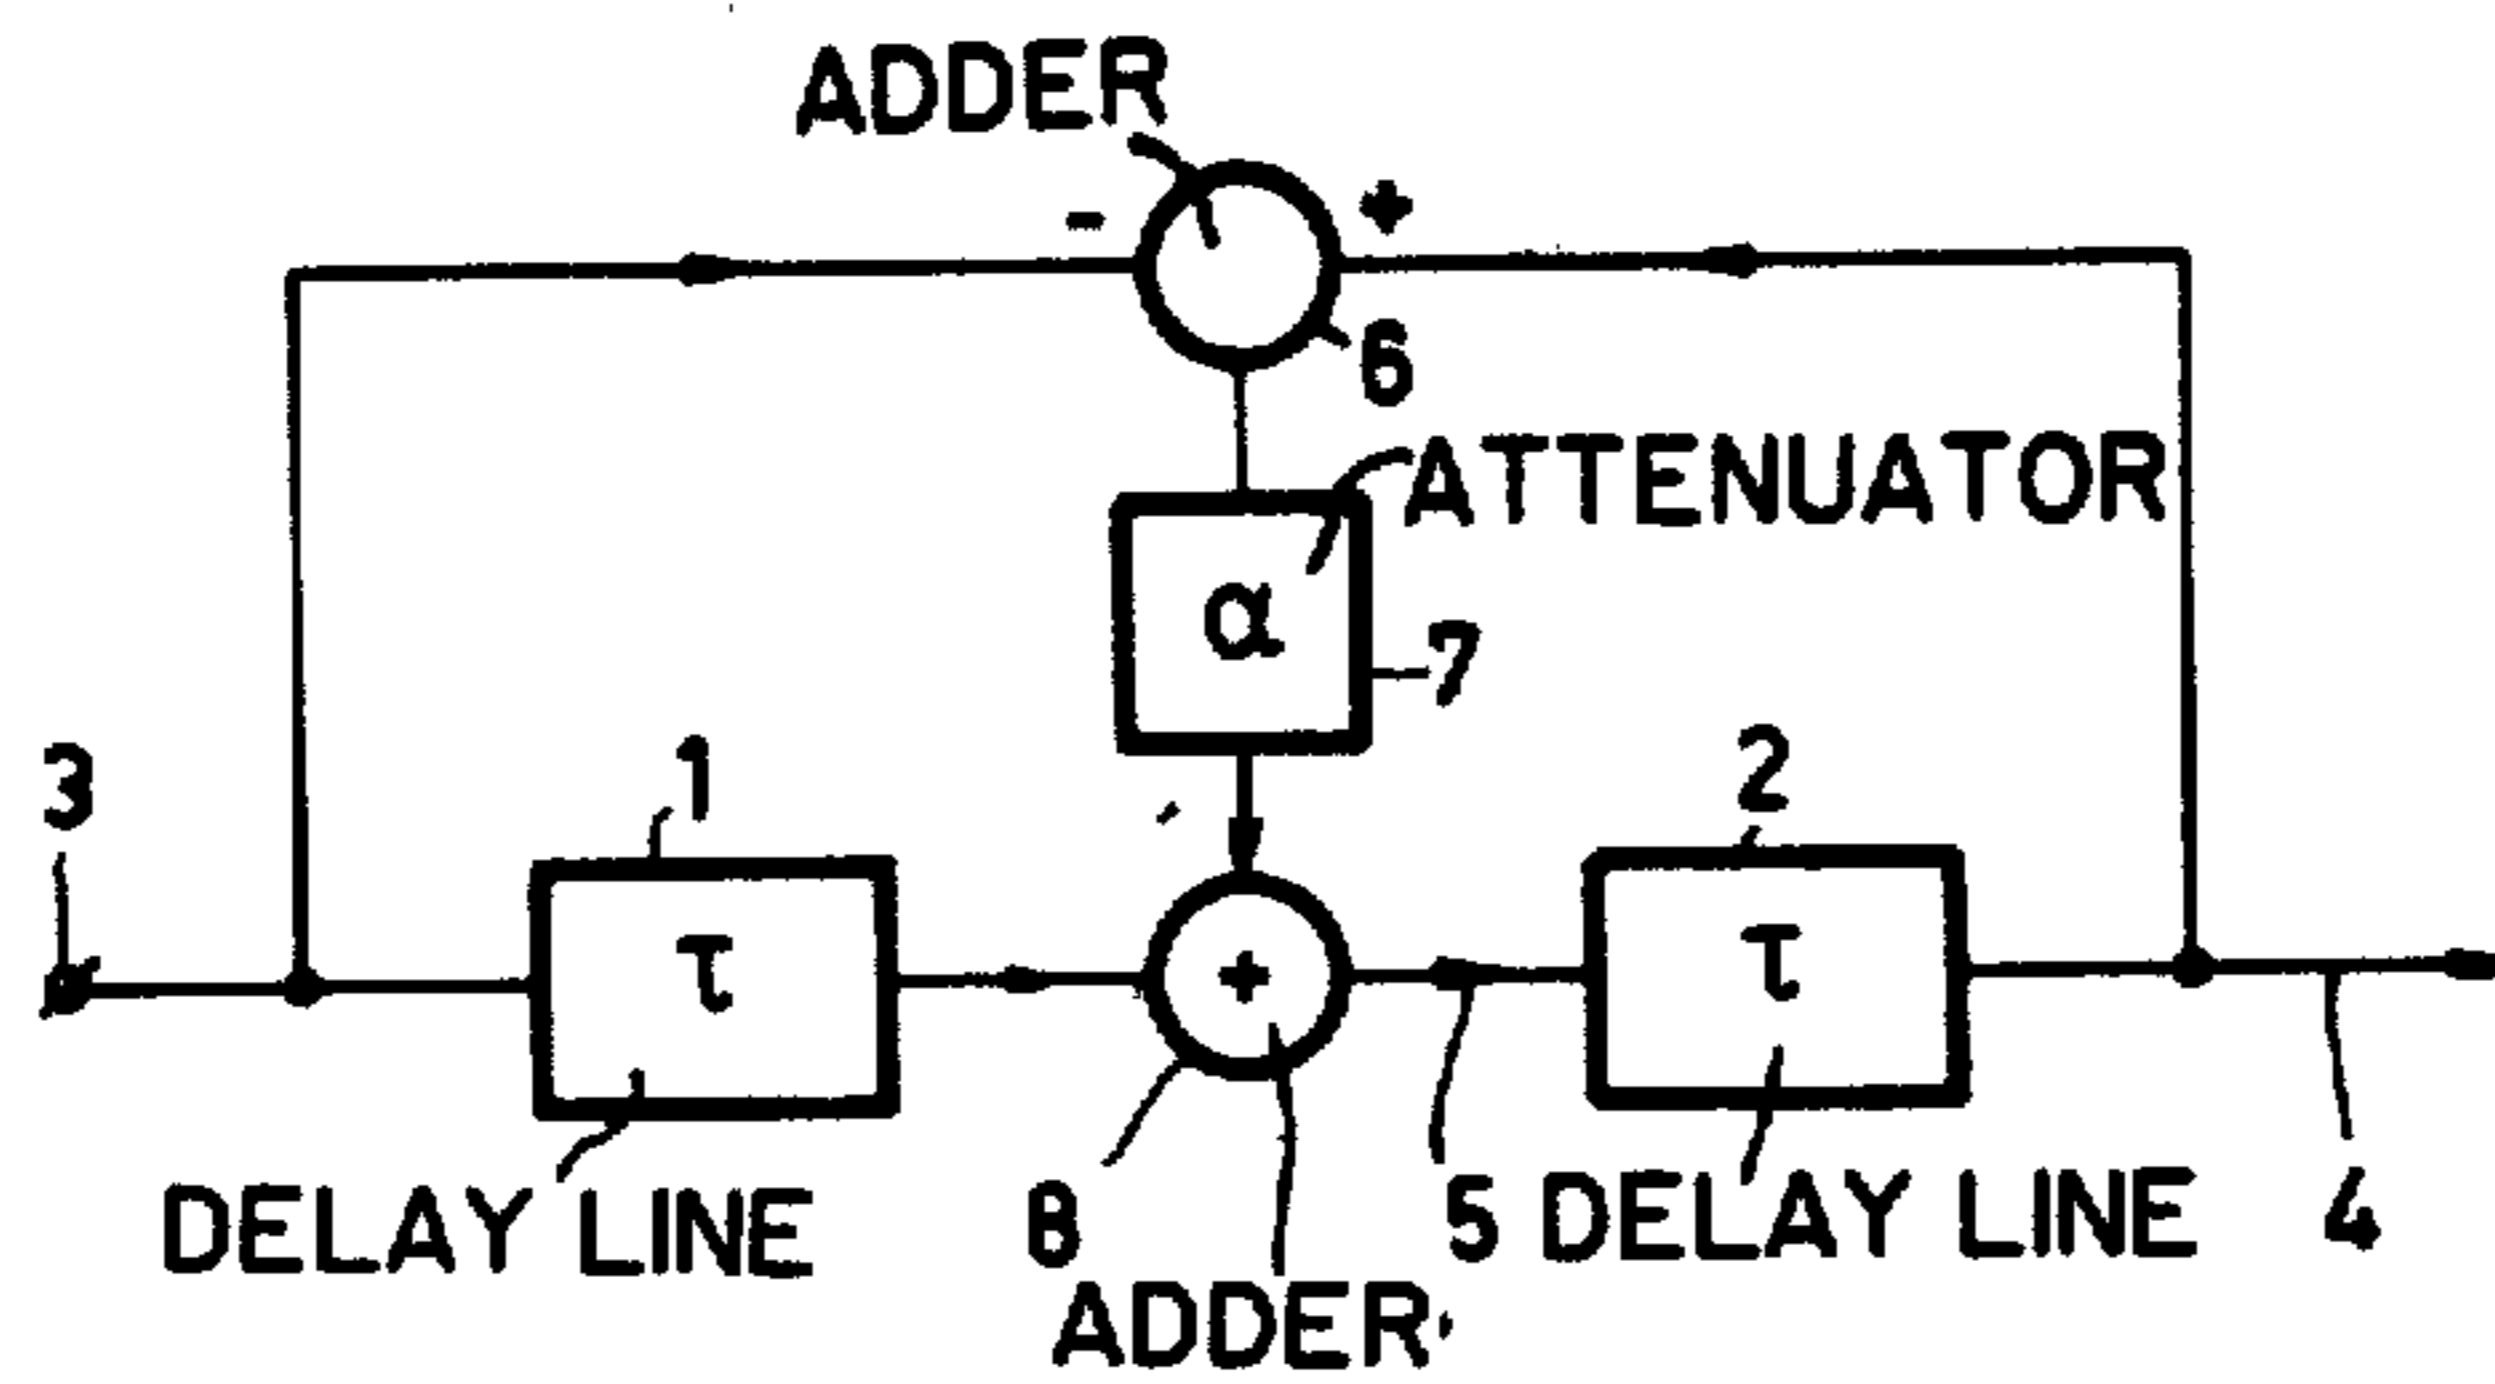 ADDER
- +
6
ATTENUATOR
α
7
3 1 2
τ + τ
DELAY LINE 8 5 DELAY LINE 4
ADDER